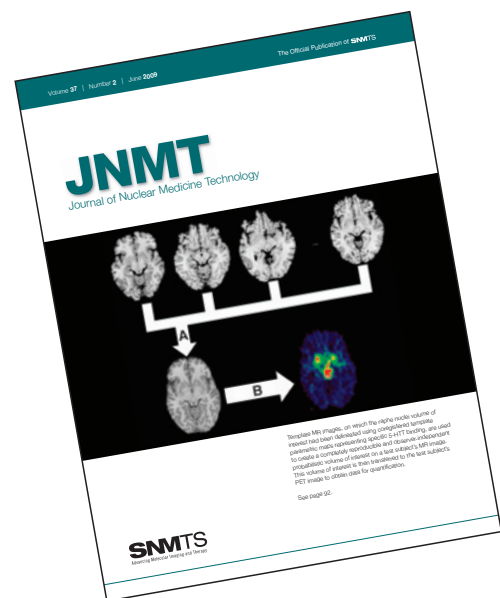 Volume 37 | Number 2 | June 2009
The Official Publication of SNMTS
JNMT
Journal of Nuclear Medicine Technology
A
B
Template MR images, on which the raphe nuclei volume of
interest had been delineated using coregistered template
parametric maps representing specific 5-HTT binding, are used
to create a completely reproducible and observer-independent
probabilistic volume of interest on a test subject's MR image.
This volume of interest is then transferred to the test subject's
PET image to obtain data for quantification.
See page 92.
SNMTS
Advancing Molecular Imaging and Therapy